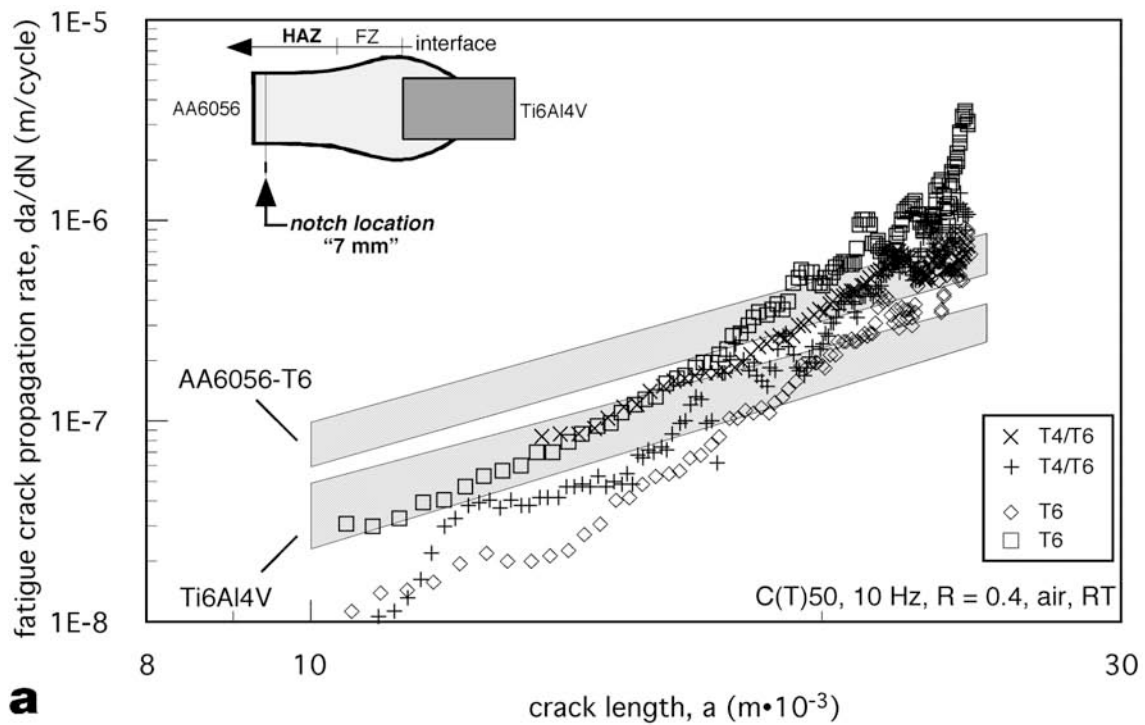 1E-5
HAZ
FZ
interface
AA6056
Ti6Al4V
notch location
“7 mm”
fatigue crack propagation rate, da/dN (m/cycle)
1E-6
AA6056-T6
1E-7
T4/T6
T4/T6
T6
T6
Ti6Al4V
C(T)50, 10 Hz, R = 0.4, air, RT
1E-8
8
10
30
a
crack length, a (m•10-3)